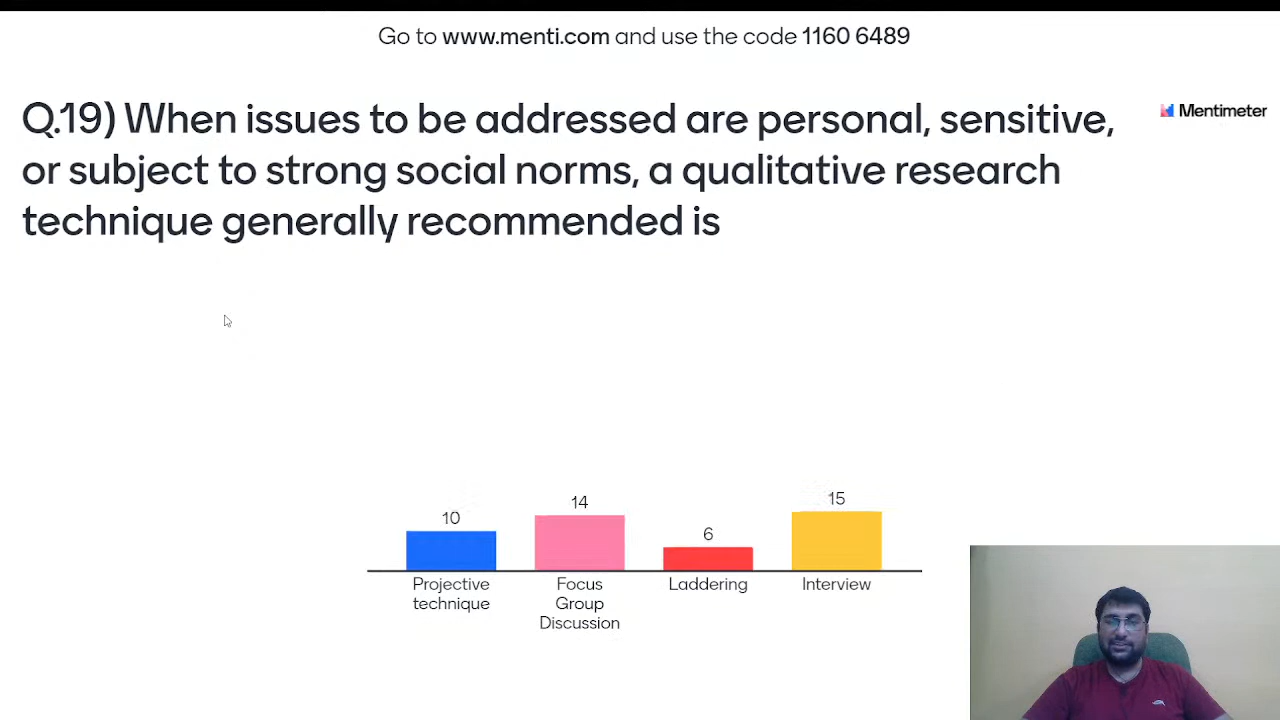 Go to www.menti.com and use the code 1160 6489
Q.19) When issues to be addressed are personal, sensitive,
or subject to strong social norms, a qualitative research
technique generally recommended is
Mentimeter
10
14
6
15
Projective
technique
Focus
Group
Discussion
Laddering
Interview